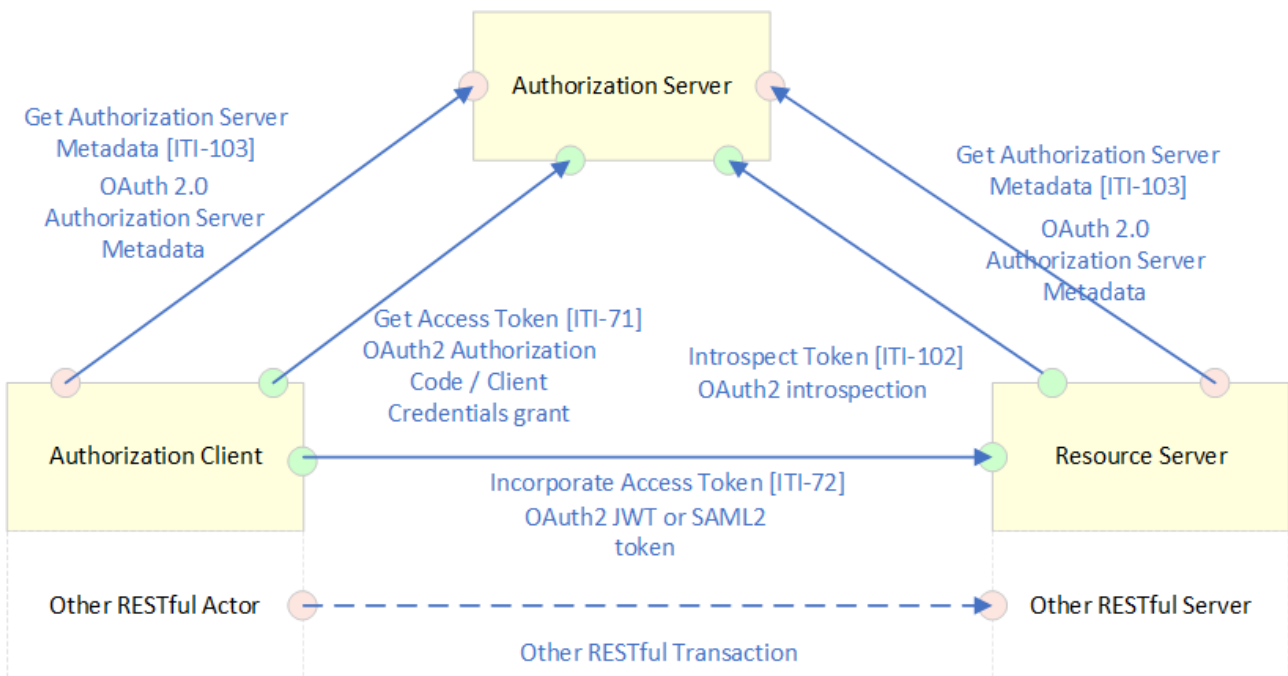 Authorization Server
Get Authorization Server
Metadata [ITI-103]
OAuth 2.0
Authorization Server
Metadata
Get Authorization Server
Metadata [ITI-103]
OAuth 2.0
Authorization Server
Metadata
Get Access Token [ITI-71]
OAuth2 Authorization
Code / Client
Credentials grant
Introspect Token [ITI-102]
OAuth2 introspection
Authorization Client
Resource Server
Incorporate Access Token [ITI-72]
OAuth2 JWT or SAML2
token
Other RESTful Actor
Other RESTful Server
Other RESTful Transaction